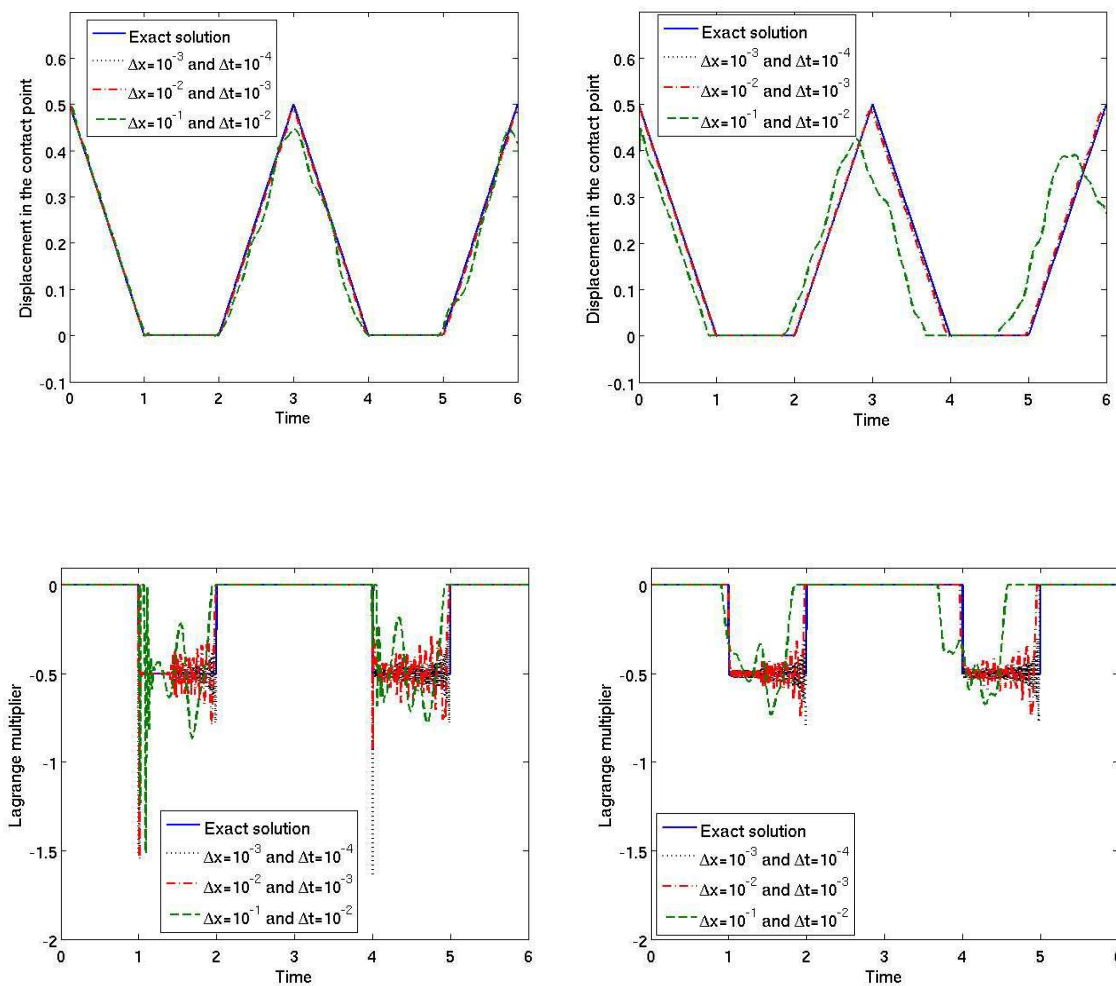 Exact solution
Δx=10⁻³ and Δt=10⁻⁴
Δx=10⁻² and Δt=10⁻³
Δx=10⁻¹ and Δt=10⁻²
Displacement in the contact point
0.6
0.5
0.4
0.3
0.2
0.1
0
-0.1
0 1 2 3 4 5 6
Time
Exact solution
Δx=10⁻³ and Δt=10⁻⁴
Δx=10⁻² and Δt=10⁻³
Δx=10⁻¹ and Δt=10⁻²
Displacement in the contact point
0.6
0.5
0.4
0.3
0.2
0.1
0
-0.1
0 1 2 3 4 5 6
Time
Lagrange multiplier
0
-0.5
-1
-1.5
-2
Exact solution
Δx=10⁻³ and Δt=10⁻⁴
Δx=10⁻² and Δt=10⁻³
Δx=10⁻¹ and Δt=10⁻²
0 1 2 3 4 5 6
Time
Lagrange multiplier
0
-0.5
-1
-1.5
-2
Exact solution
Δx=10⁻³ and Δt=10⁻⁴
Δx=10⁻² and Δt=10⁻³
Δx=10⁻¹ and Δt=10⁻²
0 1 2 3 4 5 6
Time